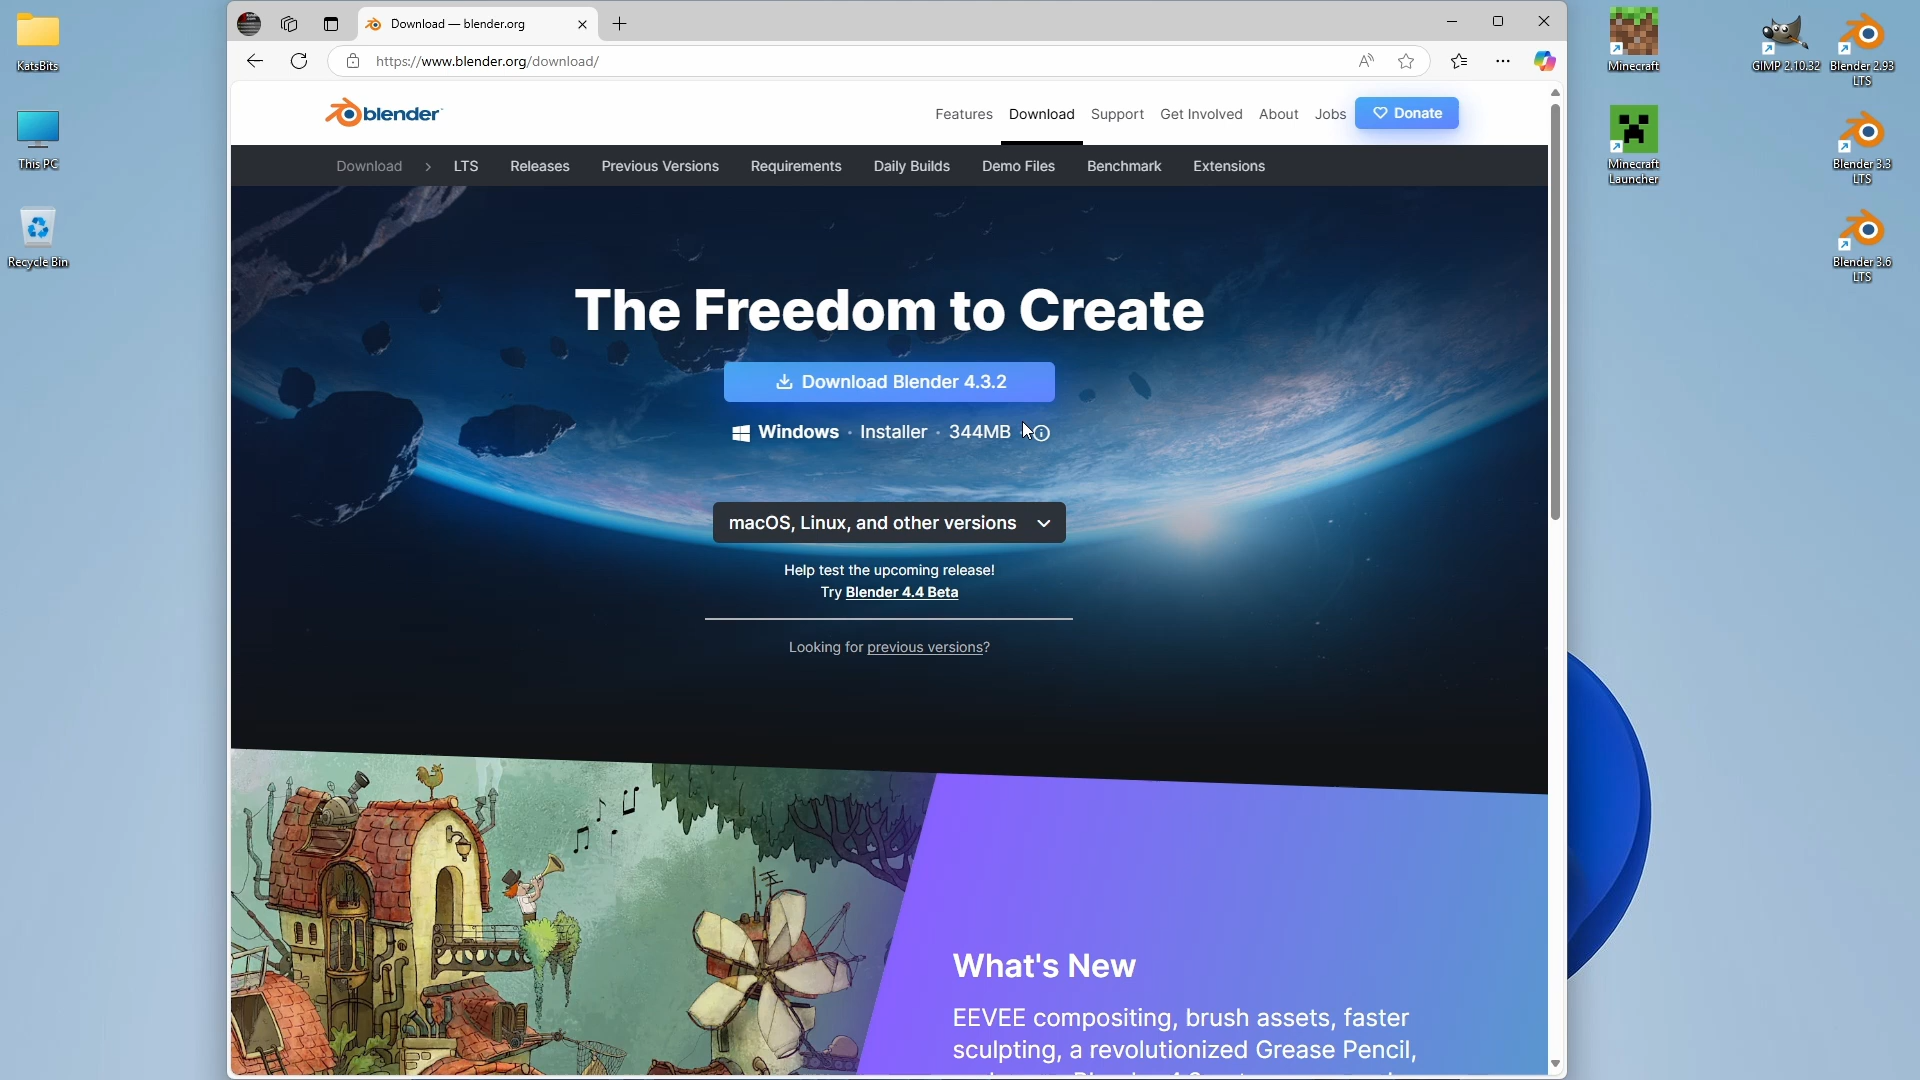 KatsBits
This PC
Recycle Bin
Download — blender.org
https://www.blender.org/download/
blender
Features
Download
Support
Get Involved
About
Jobs
Donate
Download
LTS
Releases
Previous Versions
Requirements
Daily Builds
Demo Files
Benchmark
Extensions
The Freedom to Create
Download Blender 4.3.2
Windows · Installer · 344MB
macOS, Linux, and other versions
Help test the upcoming release!
Try Blender 4.4 Beta
Looking for previous versions?
What's New
EEVEE compositing, brush assets, faster
sculpting, a revolutionized Grease Pencil,
Minecraft
Minecraft
Launcher
GIMP 2.10.32
Blender 2.93
LTS
Blender 3.3
LTS
Blender 3.6
LTS